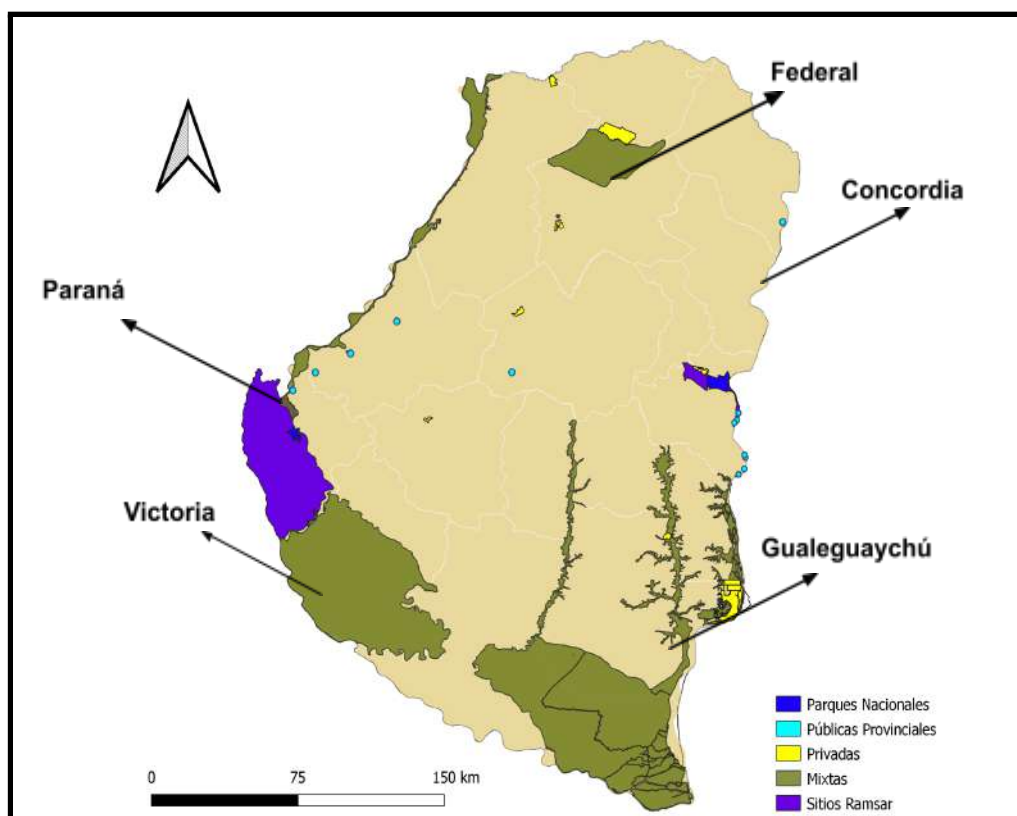 Federal
Concordia
Paraná
Victoria
Gualeguaychú
Parques Nacionales
Públicas Provinciales
Privadas
Mixtas
Sitios Ramsar
0 75 150 km